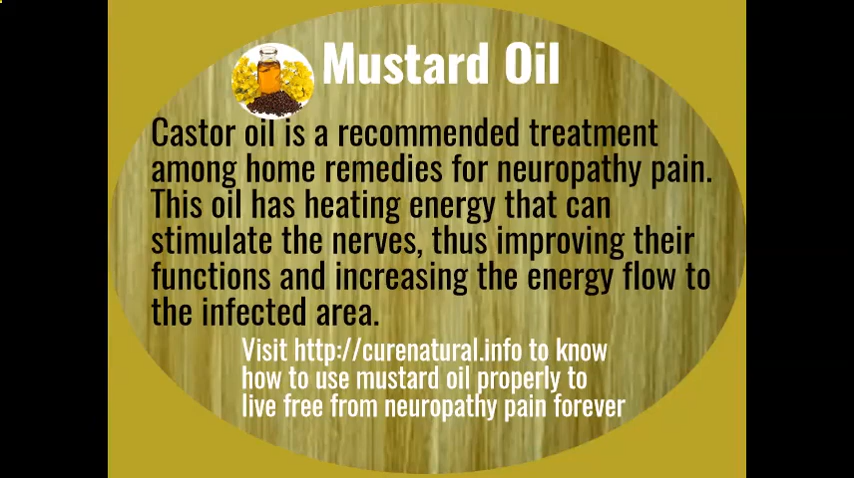 Mustard Oil
Castor oil is a recommended treatment
among home remedies for neuropathy pain.
This oil has heating energy that can
stimulate the nerves, thus improving their
functions and increasing the energy flow to
the infected area.
Visit http://curenatural.info to know
how to use mustard oil properly to
live free from neuropathy pain forever